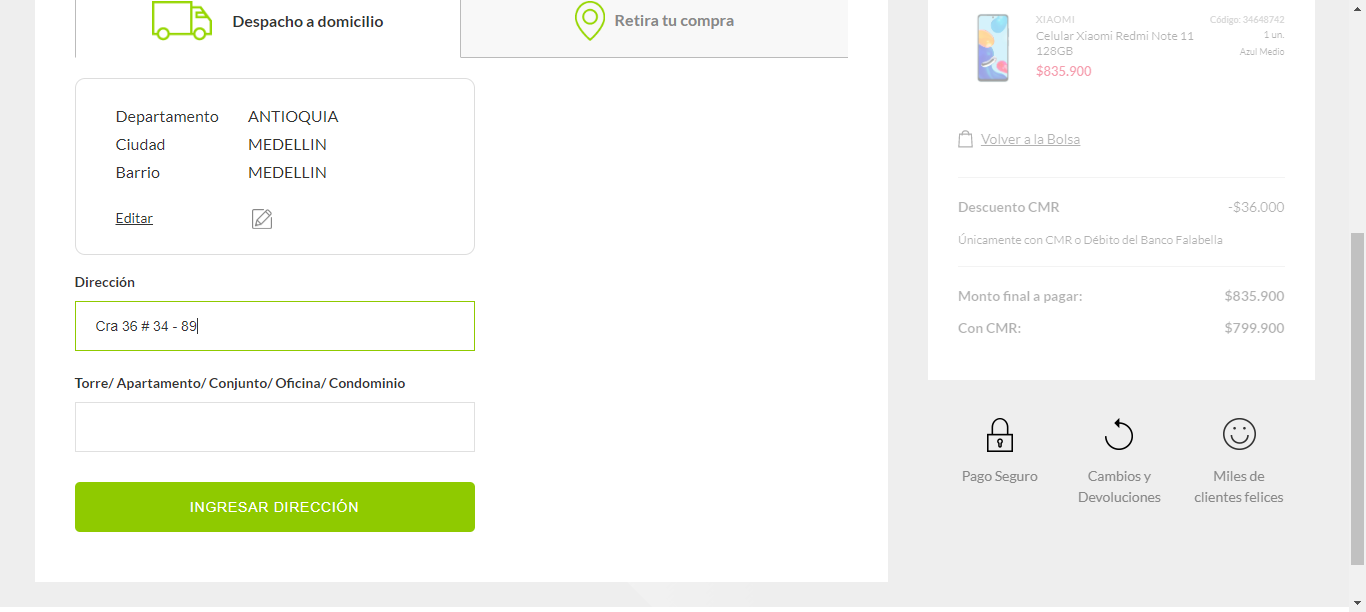 Despacho a domicilio
Retira tu compra
Departamento ANTIOQUIA
Ciudad MEDELLIN
Barrio MEDELLIN
Editar
Dirección
Cra 36 # 34 - 89
Torre/ Apartamento/ Conjunto/ Oficina/ Condominio
INGRESAR DIRECCIÓN
XIAOMI Código: 34648742
Celular Xiaomi Redmi Note 11 1 un.
128GB Azul Medio
$835.900
Volver a la Bolsa
Descuento CMR -$36.000
Únicamente con CMR o Débito del Banco Falabella
Monto final a pagar: $835.900
Con CMR: $799.900
Pago Seguro
Cambios y
Devoluciones
Miles de
clientes felices